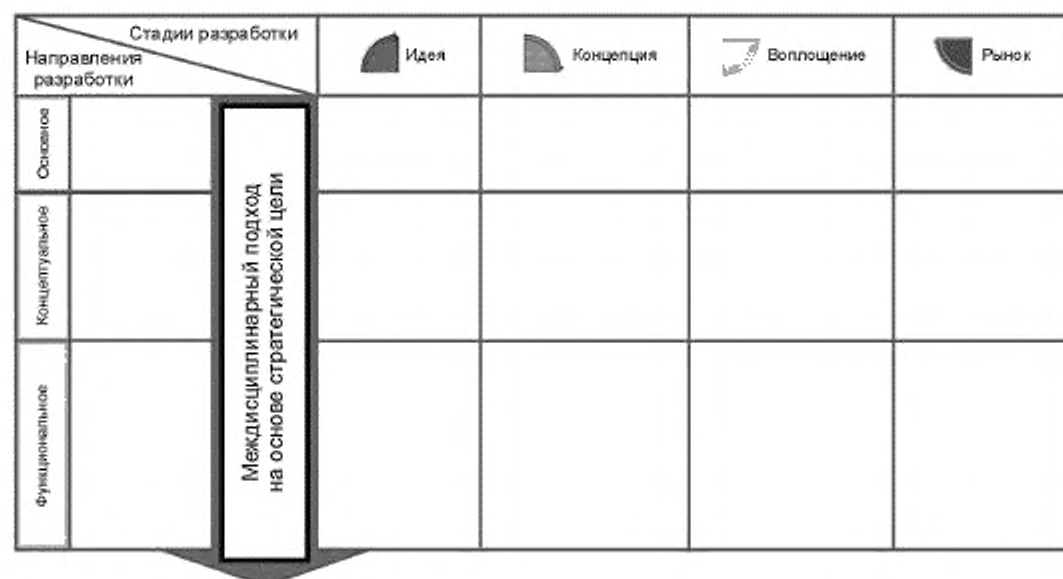 Стадии разработки
Направления
разработки
Идея
Концепция
Воплощение
Рынок
Основное
Концептуальное
Функциональное
Междисциплинарный подход
на основе стратегической цели